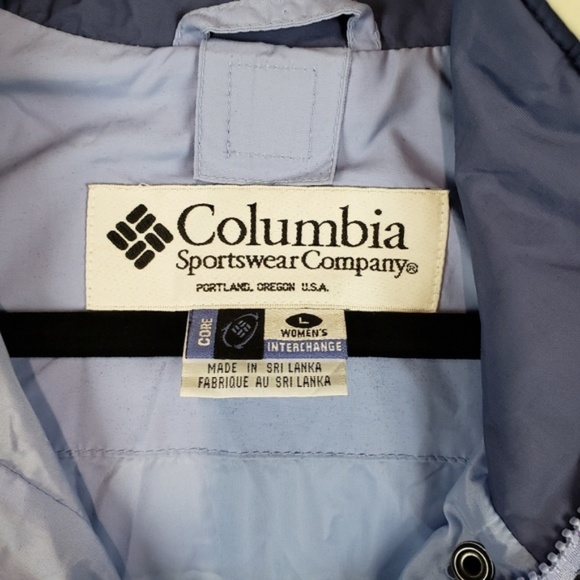 Columbia
Sportswear Company®
PORTLAND, OREGON U.S.A.
CORE
L
WOMEN'S
INTERCHANGE
MADE IN SRI LANKA
FABRIQUE AU SRI LANKA